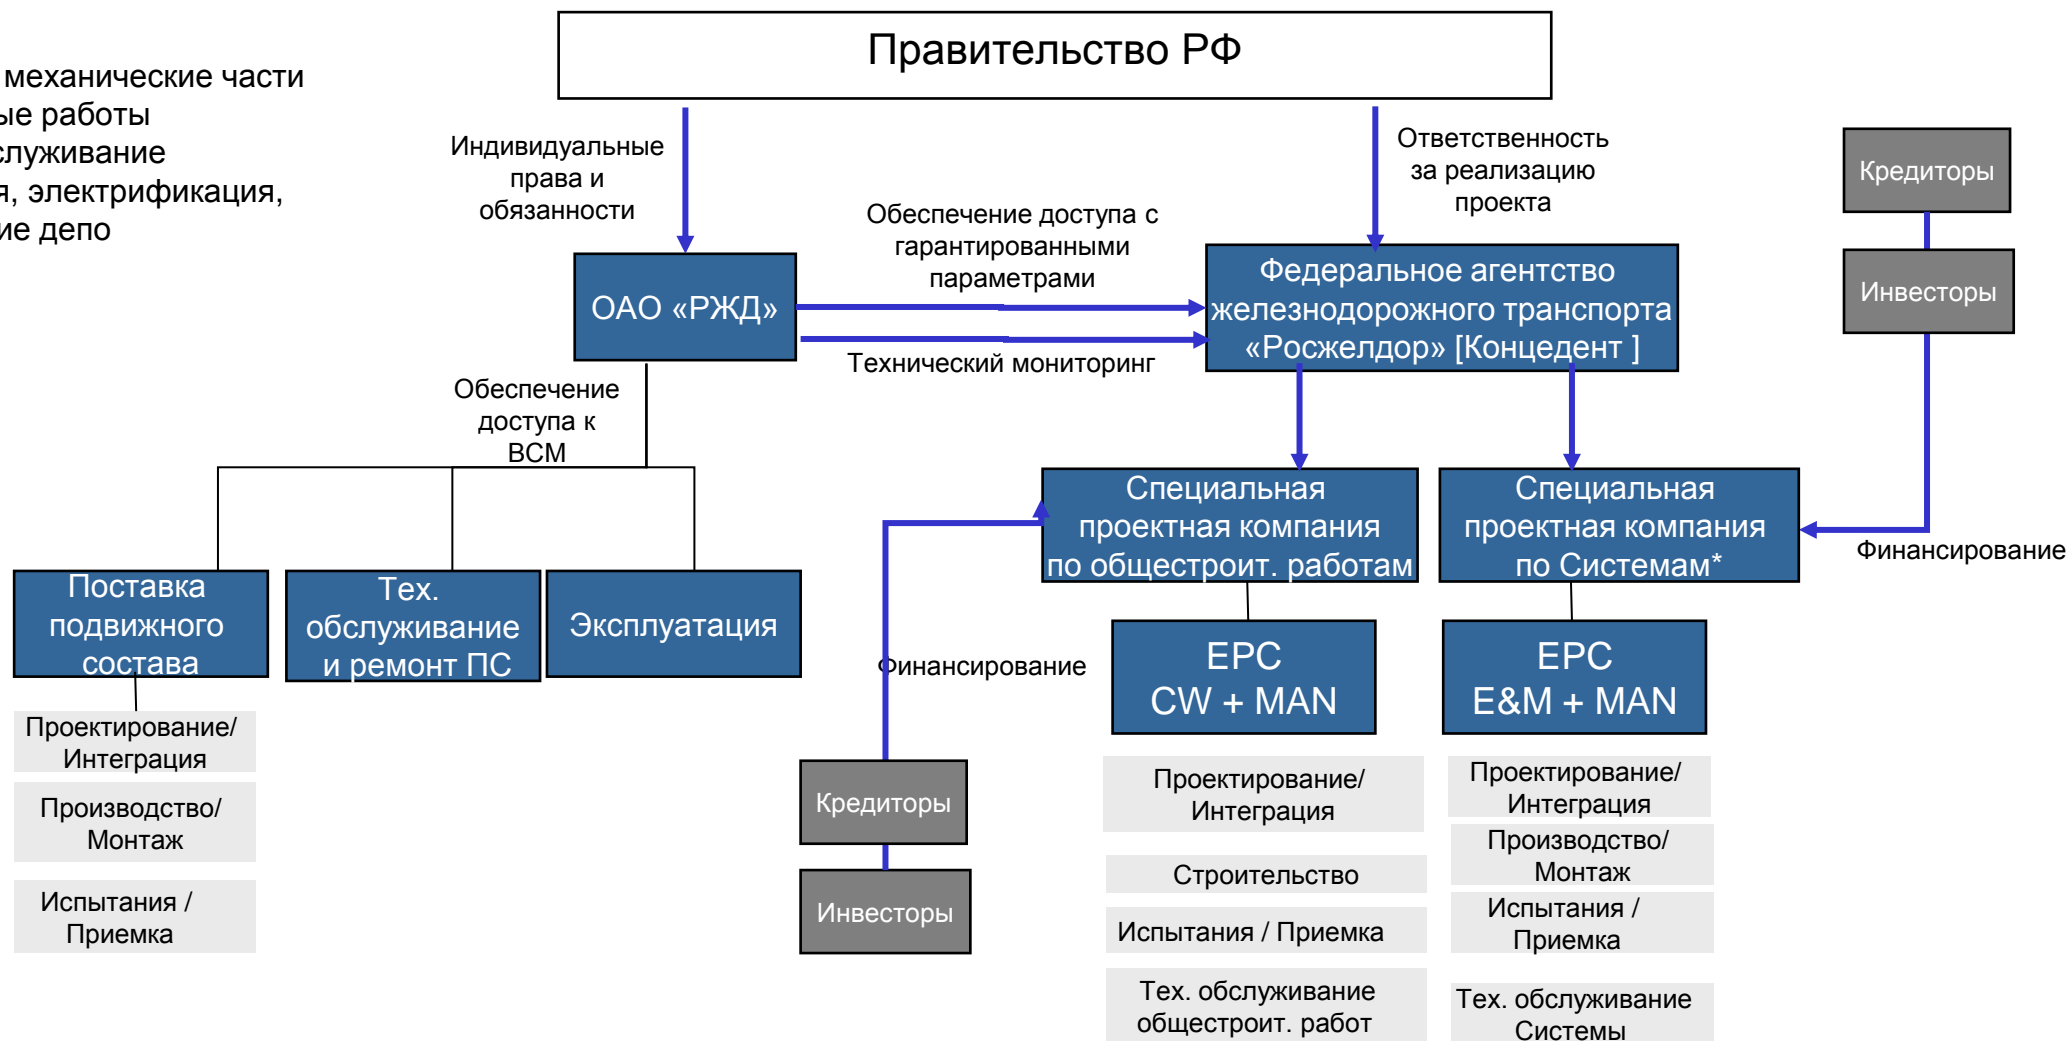 Правительство РФ
механические части
ые работы
служивание
я, электрификация,
ие депо
Индивидуальные
права и
обязанности
Ответственность
за реализацию
проекта
Кредиторы
Инвесторы
Обеспечение доступа с
гарантированными
параметрами
ОАО «РЖД»
Федеральное агентство
железнодорожного транспорта
«Росжелдор» [Концедент ]
Технический мониторинг
Обеспечение
доступа к
ВСМ
Специальная
проектная компания
по общестроит. работам
Специальная
проектная компания
по Системам*
Финансирование
Поставка
подвижного
состава
Тех.
обслуживание
и ремонт ПС
Эксплуатация
Финансирование
EPC
CW + MAN
EPC
E&M + MAN
Проектирование/
Интеграция
Производство/
Монтаж
Испытания /
Приемка
Кредиторы
Инвесторы
Проектирование/
Интеграция
Строительство
Испытания / Приемка
Тех. обслуживание
общестроит. работ
Проектирование/
Интеграция
Производство/
Монтаж
Испытания /
Приемка
Тех. обслуживание
Системы